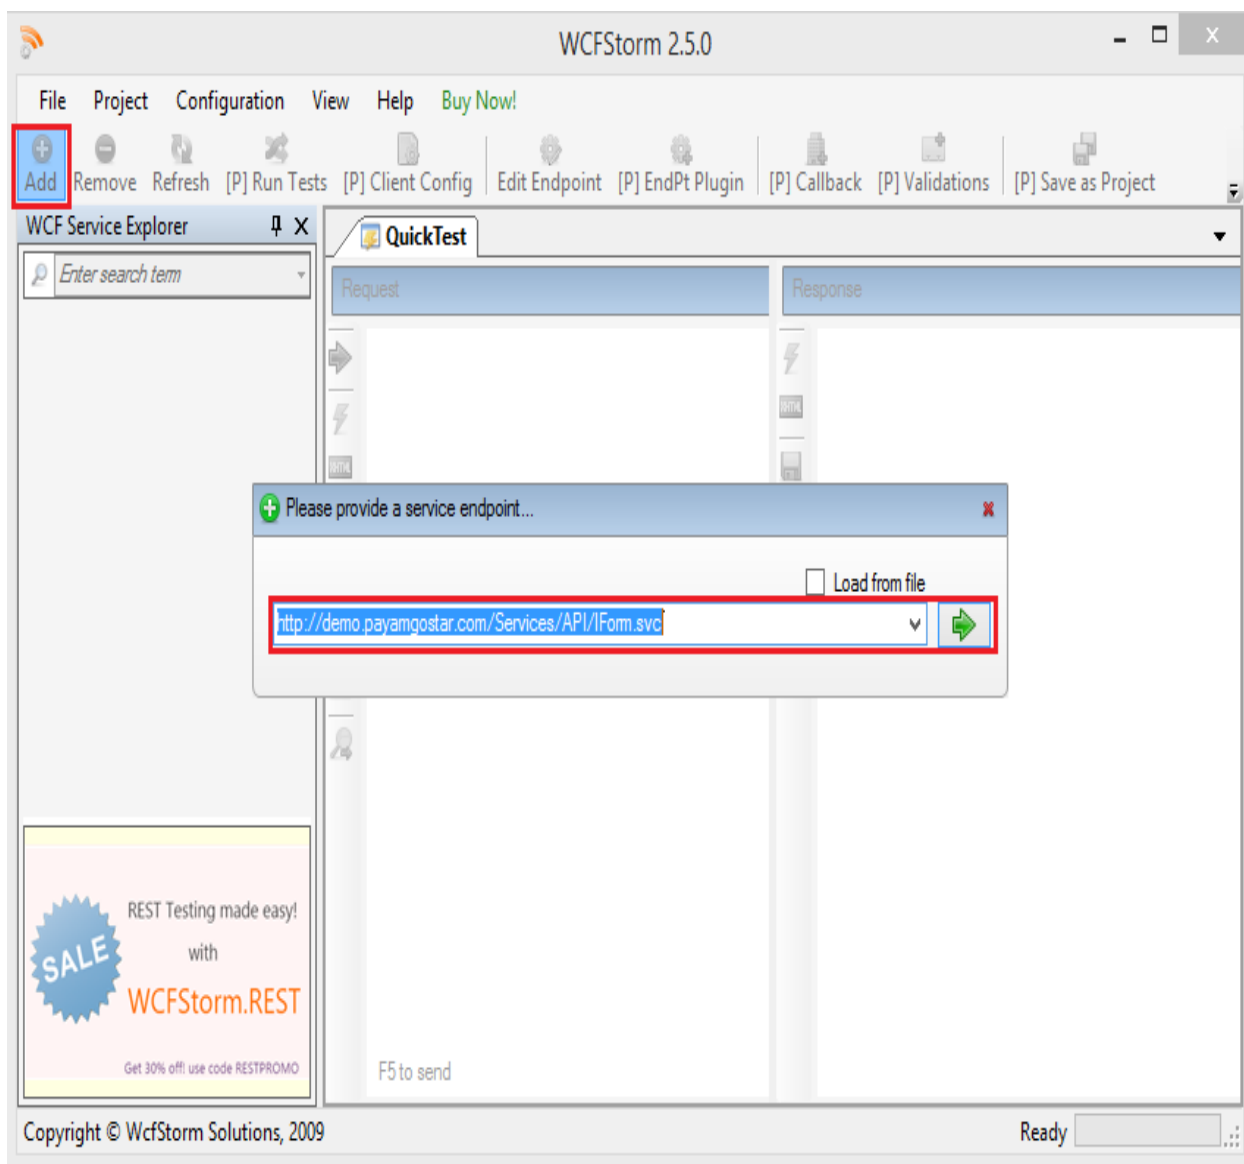 WCFStorm 2.5.0
File Project Configuration View Help Buy Now!
Add Remove Refresh [P] Run Tests [P] Client Config Edit Endpoint [P] EndPt Plugin [P] Callback [P] Validations [P] Save as Project
WCF Service Explorer
QuickTest
Enter search term
Request
Response
XHTML
XHTML
Please provide a service endpoint...
Load from file
http://demo.payamgostar.com/Services/API/IForm.svc
SALE
REST Testing made easy!
with
WCFStorm.REST
Get 30% off! use code RESTPROMO
F5 to send
Copyright © WcfStorm Solutions, 2009
Ready